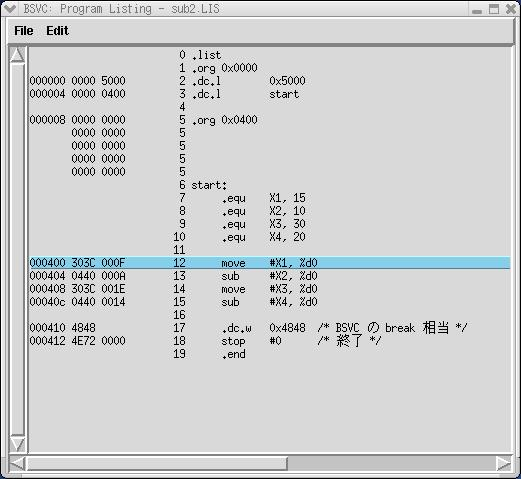 BSVC: Program Listing - sub2.LIS
File Edit
0 .list
1 .org 0x0000
000000 0000 5000 2 .dc.l 0x5000
000004 0000 0400 3 .dc.l start
4
000008 0000 0000 5 .org 0x0400
0000 0000 5
0000 0000 5
0000 0000 5
0000 0000 5
6 start:
7 .equ X1, 15
8 .equ X2, 10
9 .equ X3, 30
10 .equ X4, 20
11
000400 303C 000F 12 move #X1, %d0
000404 0440 000A 13 sub #X2, %d0
000408 303C 001E 14 move #X3, %d0
00040c 0440 0014 15 sub #X4, %d0
16
000410 4848 17 .dc.w 0x4848 /* BSVC の break 相当 */
000412 4E72 0000 18 stop #0 /* 終了 */
19 .end